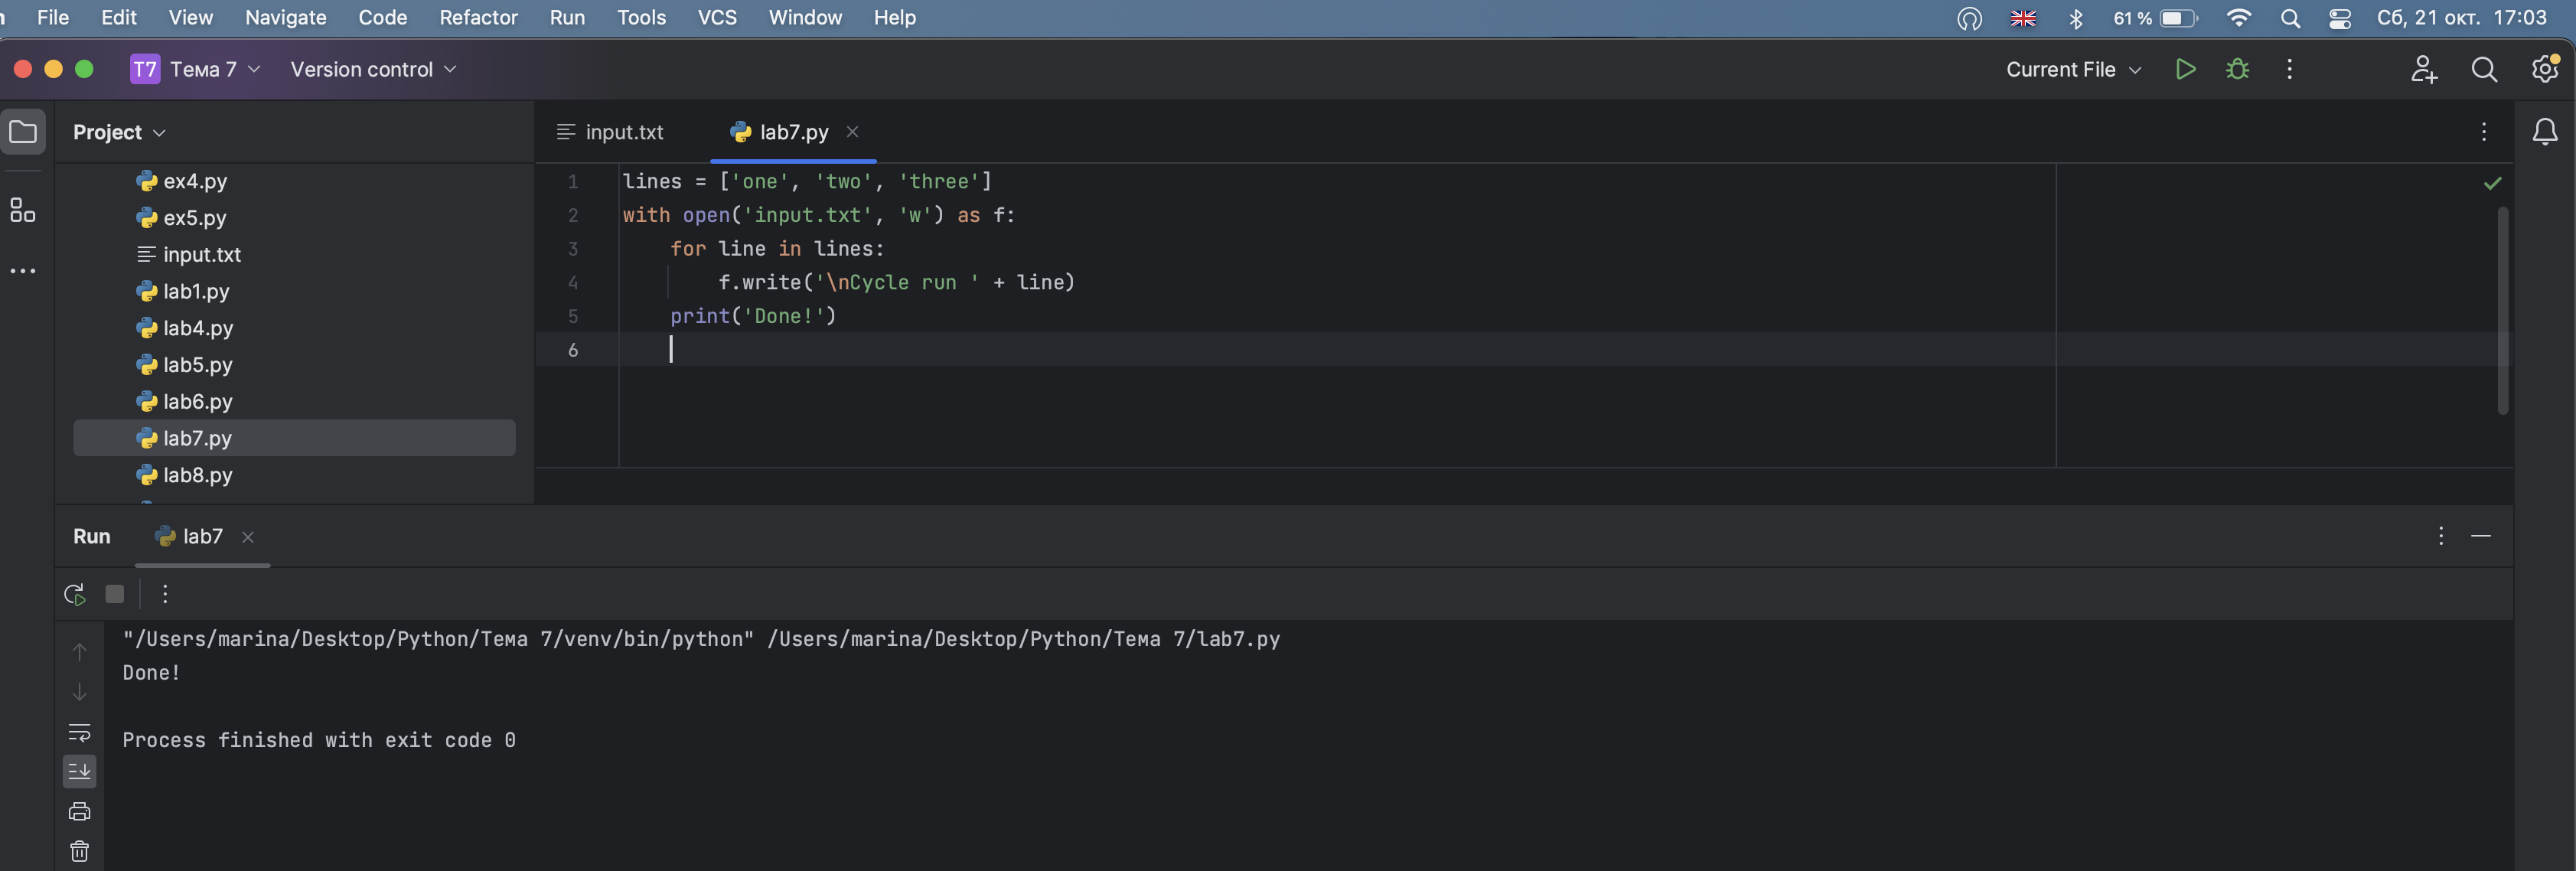 File Edit View Navigate Code Refactor Run Tools VCS Window Help 61 % Сб, 21 окт. 17:03
T7 Тема 7 Version control Current File
Project
input.txt lab7.py
ex4.py
ex5.py
input.txt
lab1.py
lab4.py
lab5.py
lab6.py
lab7.py
lab8.py
1 lines = ['one', 'two', 'three']
2 with open('input.txt', 'w') as f:
3 for line in lines:
4 f.write('\nCycle run ' + line)
5 print('Done!')
6
Run lab7
"/Users/marina/Desktop/Python/Тема 7/venv/bin/python" /Users/marina/Desktop/Python/Тема 7/lab7.py
Done!
Process finished with exit code 0